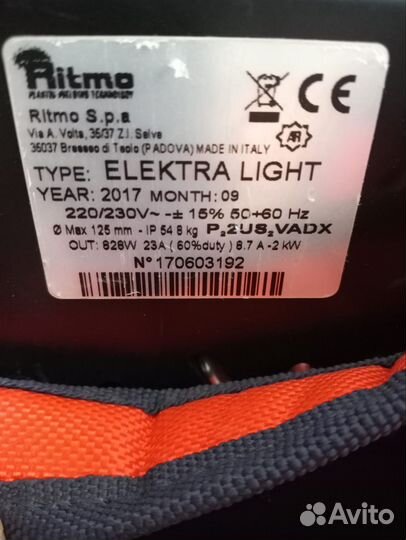 Ritmo
PLASTIC WELDING TECHNOLOGY
Ritmo S.p.a
Via A. Volta, 35/37 Z.I. Selve
36037 Bresseo di Teolo (PADOVA) MADE IN ITALY
TYPE: ELEKTRA LIGHT
YEAR: 2017 MONTH: 09
220/230V~ -± 15% 50÷60 Hz
Ø Max 125 mm - IP 54 8 kg P₂2US₂VADX
OUT: 828W 23A ( 60%duty ) 8.7 A -2 kW
N° 170603192
Avito